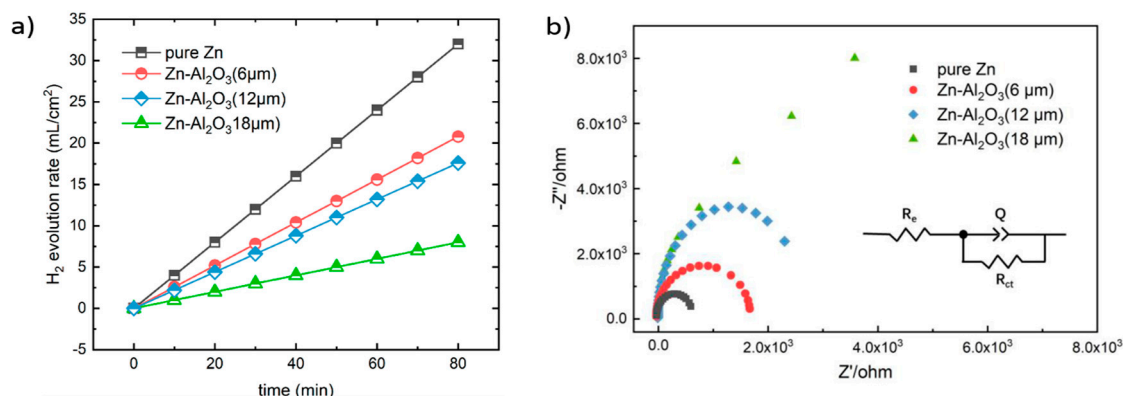 a)
H₂ evolution rate (mL/cm²)
35
30
25
20
15
10
5
0
-5
pure Zn
Zn-Al₂O₃(6μm)
Zn-Al₂O₃(12μm)
Zn-Al₂O₃18μm)
0 20 40 60 80
time (min)
b)
-Z"/ohm
8.0x10³
6.0x10³
4.0x10³
2.0x10³
0.0
pure Zn
Zn-Al₂O₃(6 μm)
Zn-Al₂O₃(12 μm)
Zn-Al₂O₃(18 μm)
Rₑ Q
R꜀ₜ
0.0 2.0x10³ 4.0x10³ 6.0x10³ 8.0x10³
Z'/ohm